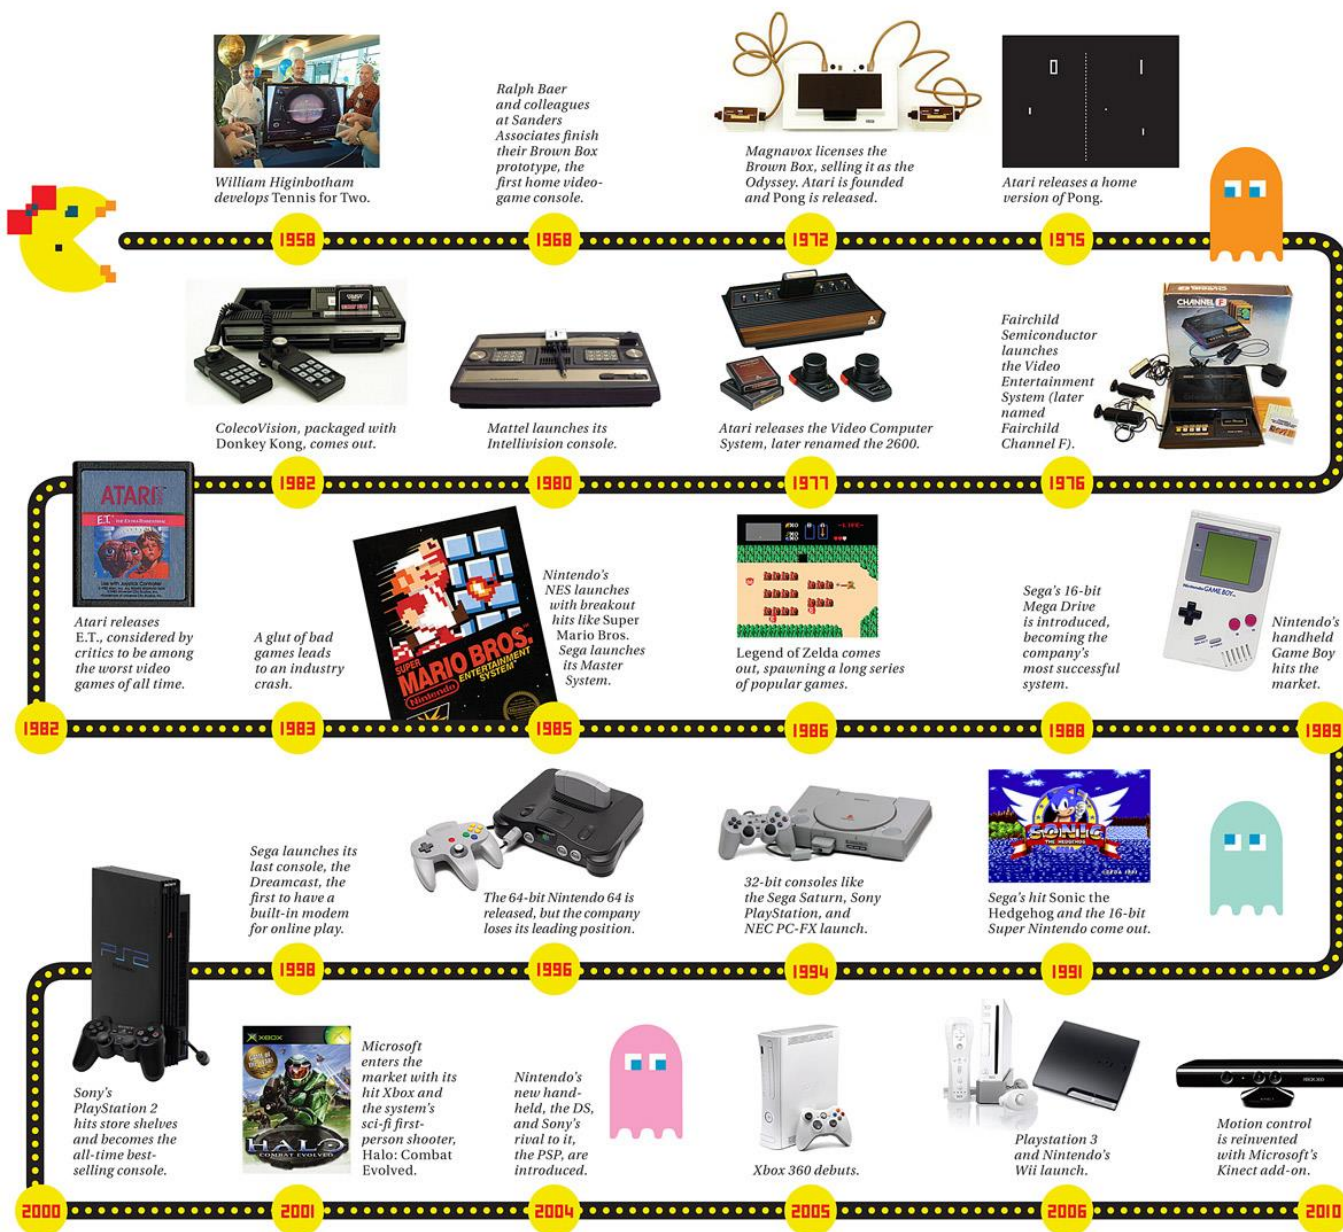 William Higinbotham
develops Tennis for Two.
Ralph Baer
and colleagues
at Sanders
Associates finish
their Brown Box
prototype, the
first home video-
game console.
Magnavox licenses the
Brown Box, selling it as the
Odyssey. Atari is founded
and Pong is released.
Atari releases a home
version of Pong.
1958
1968
1972
1975
CHANNEL F
Fairchild
Semiconductor
launches
the Video
Entertainment
System (later
named
Fairchild
Channel F).
Atari releases the Video Computer
System, later renamed the 2600.
Mattel launches its
Intellivision console.
ColecoVision, packaged with
Donkey Kong, comes out.
1976
1977
1980
1982
ATARI
E.T. THE EXTRA-TERRESTRIAL
Use with Joystick Controller
Atari releases
E.T., considered by
critics to be among
the worst video
games of all time.
A glut of bad
games leads
to an industry
crash.
SUPER
MARIO BROS.
ENTERTAINMENT
SYSTEM
Nintendo
Nintendo's
NES launches
with breakout
hits like Super
Mario Bros.
Sega launches
its Master
System.
-LIFE-
Legend of Zelda comes
out, spawning a long series
of popular games.
Sega's 16-bit
Mega Drive
is introduced,
becoming the
company's
most successful
system.
Nintendo GAME BOY
Nintendo's
handheld
Game Boy
hits the
market.
1982
1983
1985
1986
1988
1989
SONIC
THE HEDGEHOG
Sega's hit Sonic the
Hedgehog and the 16-bit
Super Nintendo come out.
32-bit consoles like
the Sega Saturn, Sony
PlayStation, and
NEC PC-FX launch.
The 64-bit Nintendo 64 is
released, but the company
loses its leading position.
Sega launches its
last console, the
Dreamcast, the
first to have a
built-in modem
for online play.
1991
1994
1996
1998
PS2
Sony's
PlayStation 2
hits store shelves
and becomes the
all-time best-
selling console.
XBOX
HALO
COMBAT EVOLVED
Microsoft
enters the
market with its
hit Xbox and
the system's
sci-fi first-
person shooter,
Halo: Combat
Evolved.
Nintendo's
new hand-
held, the DS,
and Sony's
rival to it,
the PSP, are
introduced.
Xbox 360 debuts.
Playstation 3
and Nintendo's
Wii launch.
XBOX 360
Motion control
is reinvented
with Microsoft's
Kinect add-on.
2000
2001
2004
2005
2006
2010